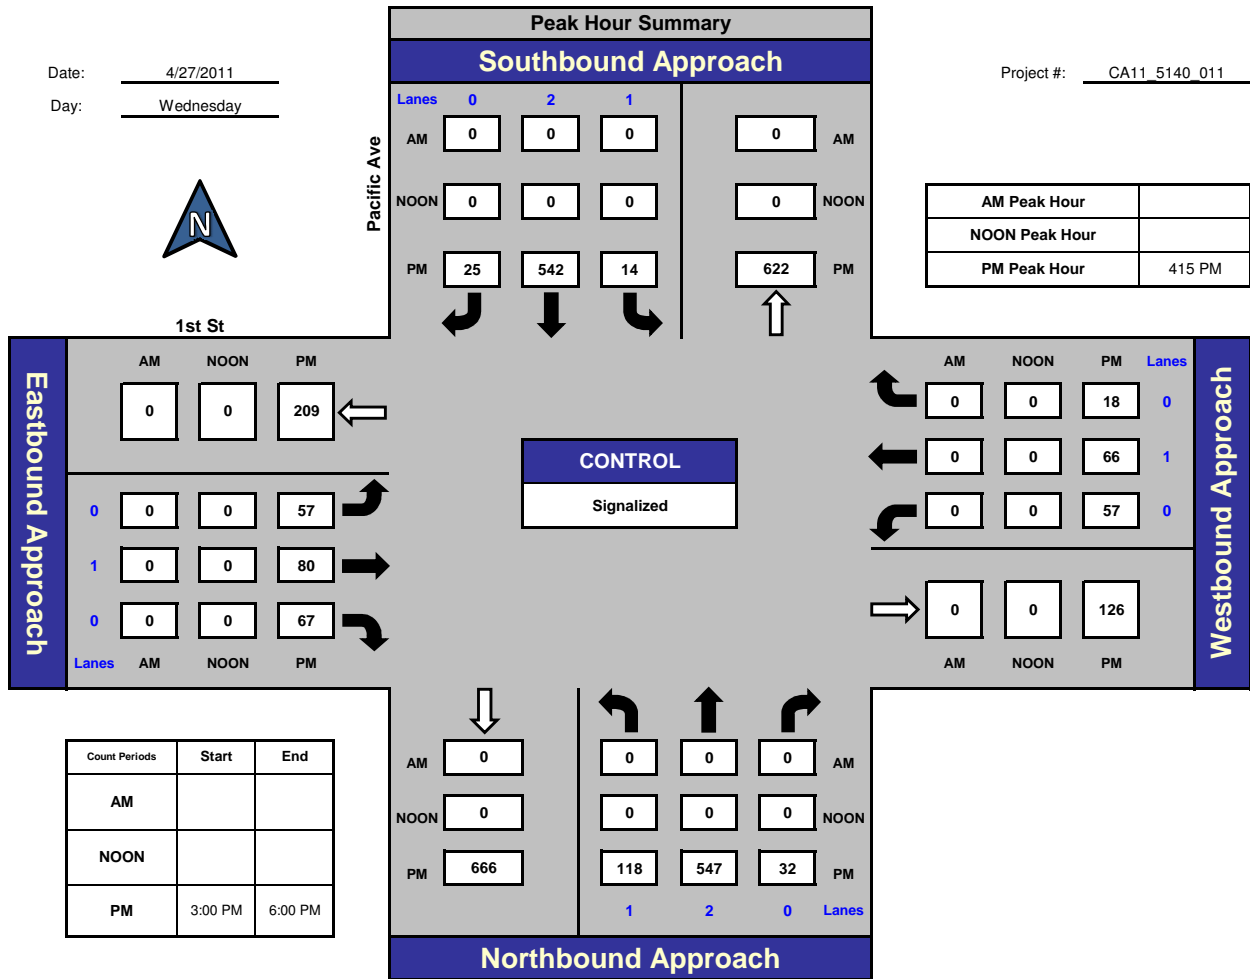 Peak Hour Summary
Southbound Approach
Date: 4/27/2011
Project #: CA11_5140_011
Day: Wednesday
Lanes 0 2 1
AM 0 0 0 0 AM
Pacific Ave
NOON 0 0 0 0 NOON
N
AM Peak Hour
NOON Peak Hour
PM Peak Hour 415 PM
PM 25 542 14 622 PM
1st St
Eastbound Approach
AM NOON PM
0 0 209
0 0 0 57
1 0 0 80
0 0 0 67
Lanes AM NOON PM
CONTROL
Signalized
AM NOON PM Lanes
0 0 18 0
0 0 66 1
0 0 57 0
0 0 126
AM NOON PM
Westbound Approach
Count Periods Start End
AM
NOON
PM 3:00 PM 6:00 PM
AM 0 0 0 0 AM
NOON 0 0 0 0 NOON
PM 666 118 547 32 PM
1 2 0 Lanes
Northbound Approach